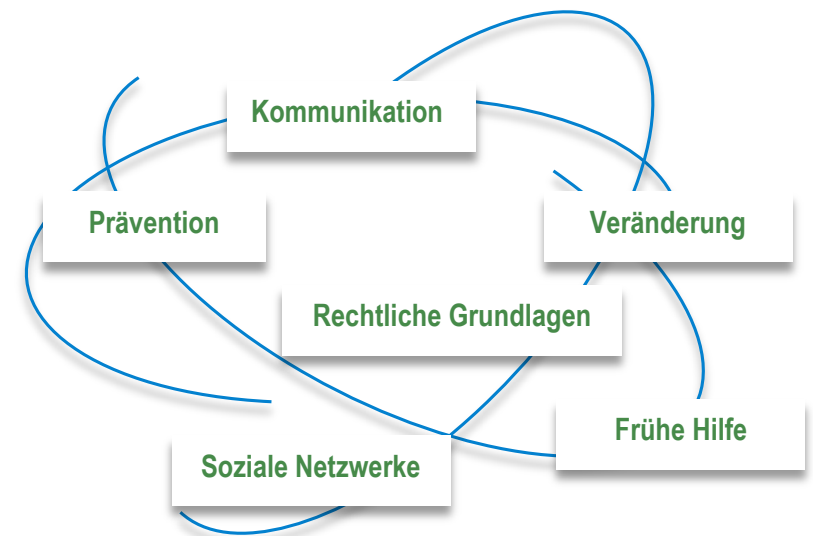 Kommunikation
Prävention
Veränderung
Rechtliche Grundlagen
Frühe Hilfe
Soziale Netzwerke